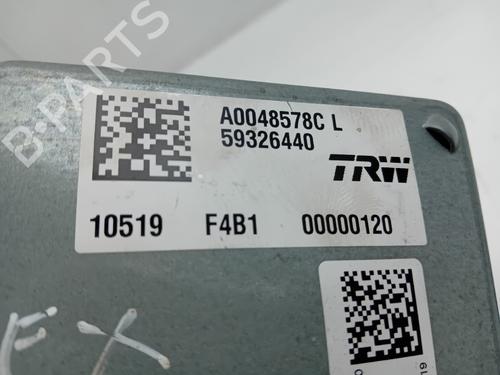 B-PARTS
A0048578C L
59326440
TRW
10519 F4B1 00000120